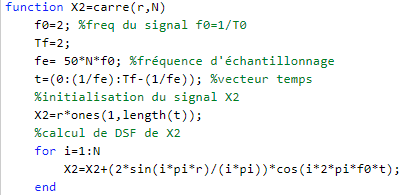 function X2=carre(r,N)
f0=2; %freq du signal f0=1/T0
Tf=2;
fe= 50*N*f0; %fréquence d'échantillonnage
t=(0:(1/fe):Tf-(1/fe)); %vecteur temps
%initialisation du signal X2
X2=r*ones(1,length(t));
%calcul de DSF de X2
for i=1:N
X2=X2+(2*sin(i*pi*r)/(i*pi))*cos(i*2*pi*f0*t);
end